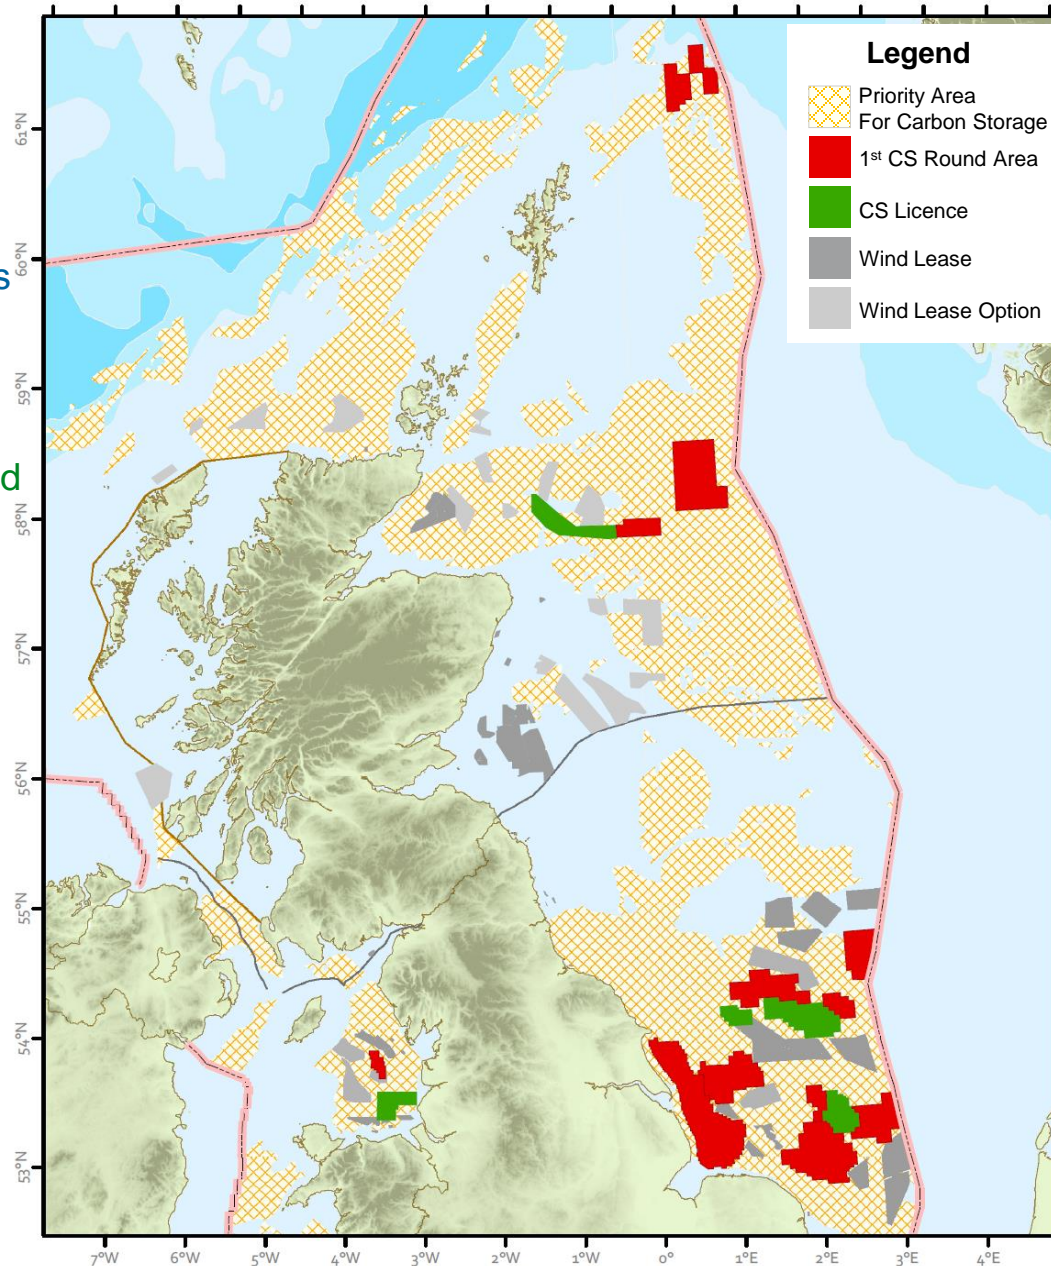 Legend
Priority Area
For Carbon Storage
1st CS Round Area
CS Licence
Wind Lease
Wind Lease Option
61°N
60°N
s
59°N
d
58°N
57°N
56°N
55°N
54°N
53°N
7°W 6°W 5°W 4°W 3°W 2°W 1°W 0° 1°E 2°E 3°E 4°E